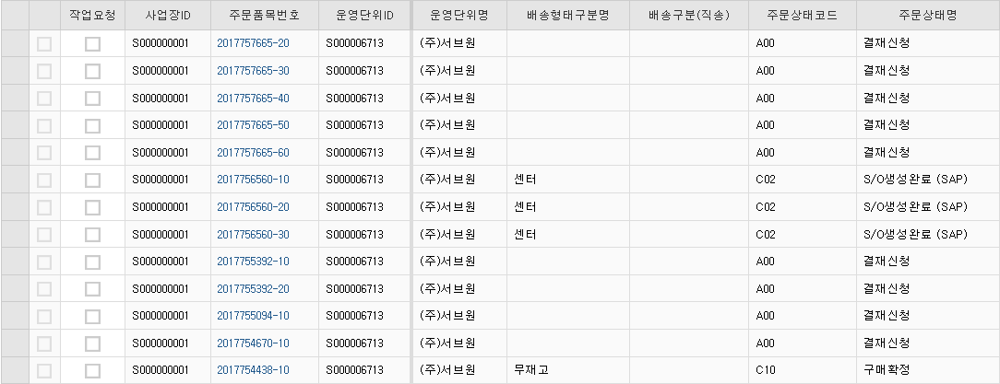 작업요청 사업장ID 주문품목번호 운영단위ID 운영단위명 배송형태구분명 배송구분(직송) 주문상태코드 주문상태명
S000000001 2017757665-20 S000006713 (주)서브원 A00 결재신청
S000000001 2017757665-30 S000006713 (주)서브원 A00 결재신청
S000000001 2017757665-40 S000006713 (주)서브원 A00 결재신청
S000000001 2017757665-50 S000006713 (주)서브원 A00 결재신청
S000000001 2017757665-60 S000006713 (주)서브원 A00 결재신청
S000000001 2017756560-10 S000006713 (주)서브원 센터 C02 S/O생성완료 (SAP)
S000000001 2017756560-20 S000006713 (주)서브원 센터 C02 S/O생성완료 (SAP)
S000000001 2017756560-30 S000006713 (주)서브원 센터 C02 S/O생성완료 (SAP)
S000000001 2017755392-10 S000006713 (주)서브원 A00 결재신청
S000000001 2017755392-20 S000006713 (주)서브원 A00 결재신청
S000000001 2017755094-10 S000006713 (주)서브원 A00 결재신청
S000000001 2017754670-10 S000006713 (주)서브원 A00 결재신청
S000000001 2017754438-10 S000006713 (주)서브원 무재고 C10 구매확정